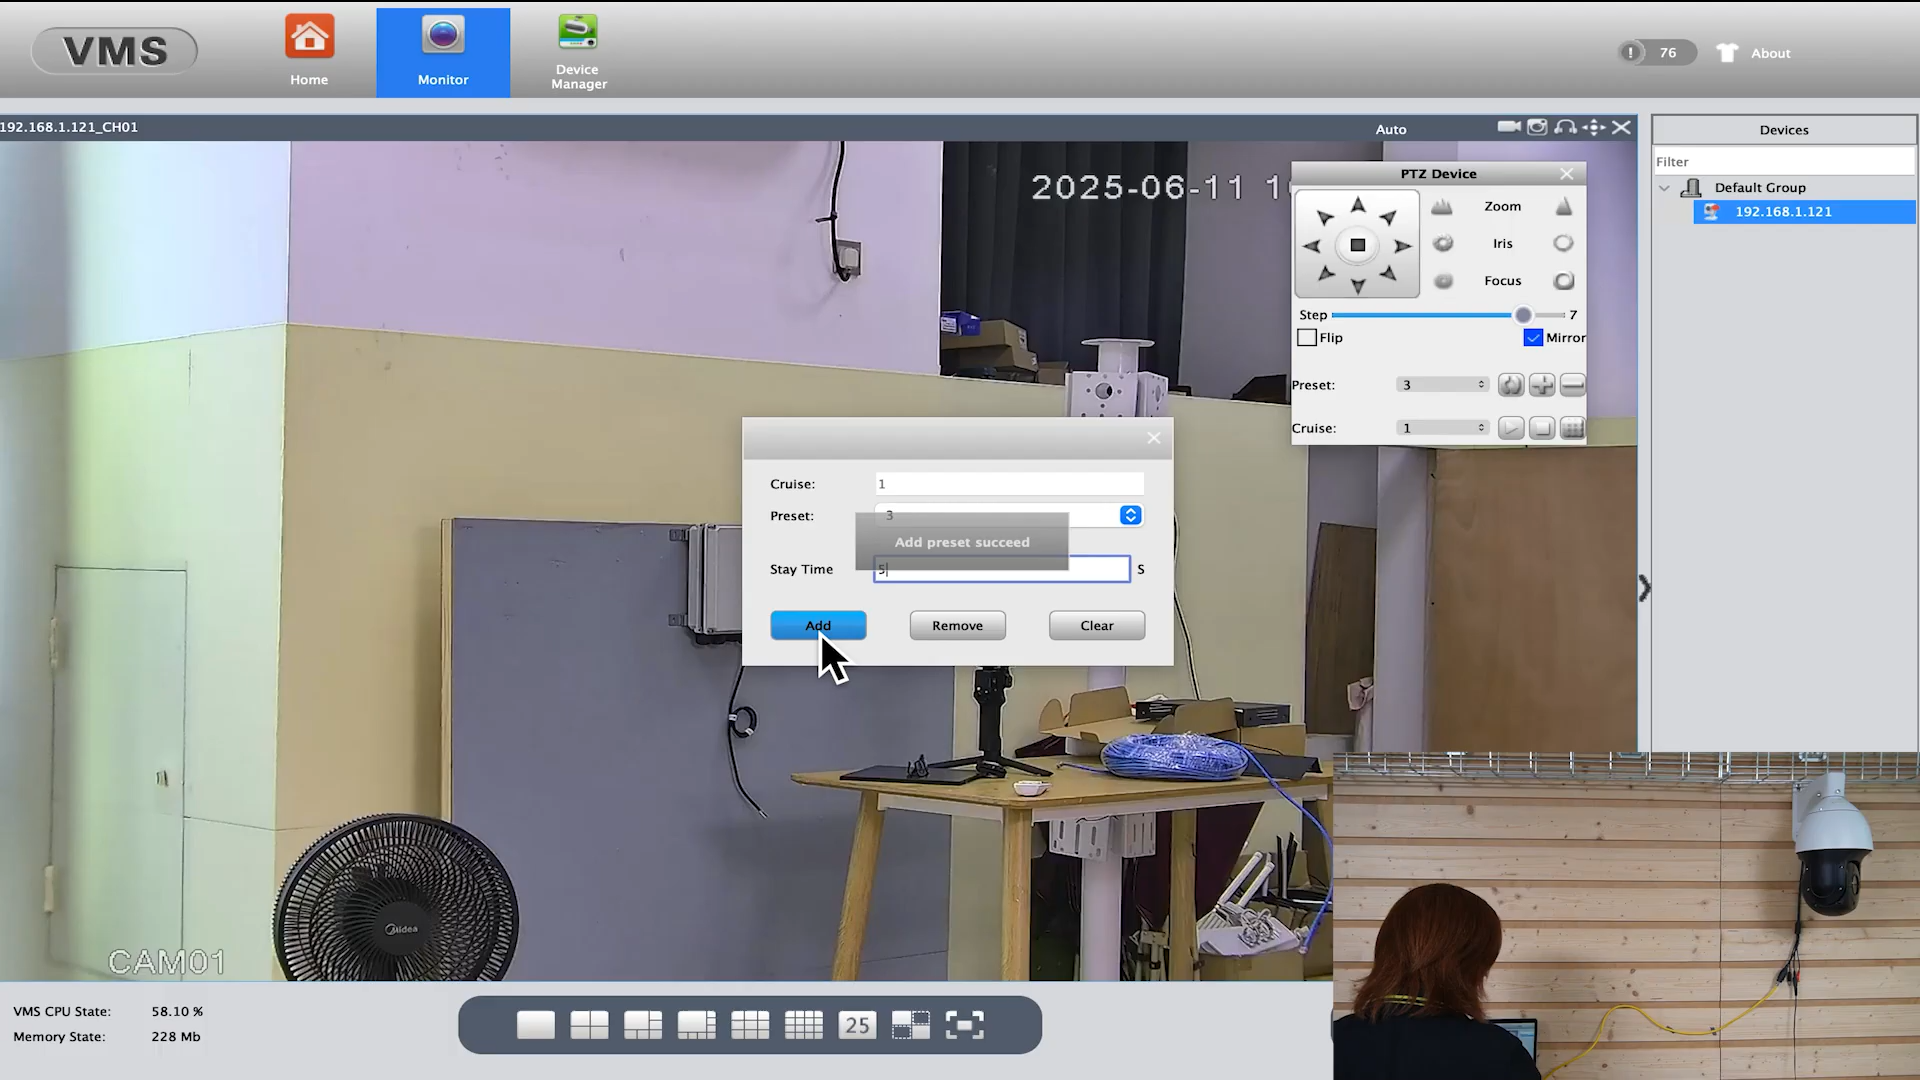 VMS
Home
Monitor
Device
Manager
76
About
192.168.1.121_CH01
Auto
Devices
Filter
Default Group
192.168.1.121
2025-06-11
PTZ Device
Zoom
Iris
Focus
Step
7
Flip
Mirror
Preset:
3
Cruise:
1
Cruise:
1
Preset:
3
Add preset succeed
Stay Time
5
S
Add
Remove
Clear
Midea
CAM01
VMS CPU State:
58.10 %
Memory State:
228 Mb
25